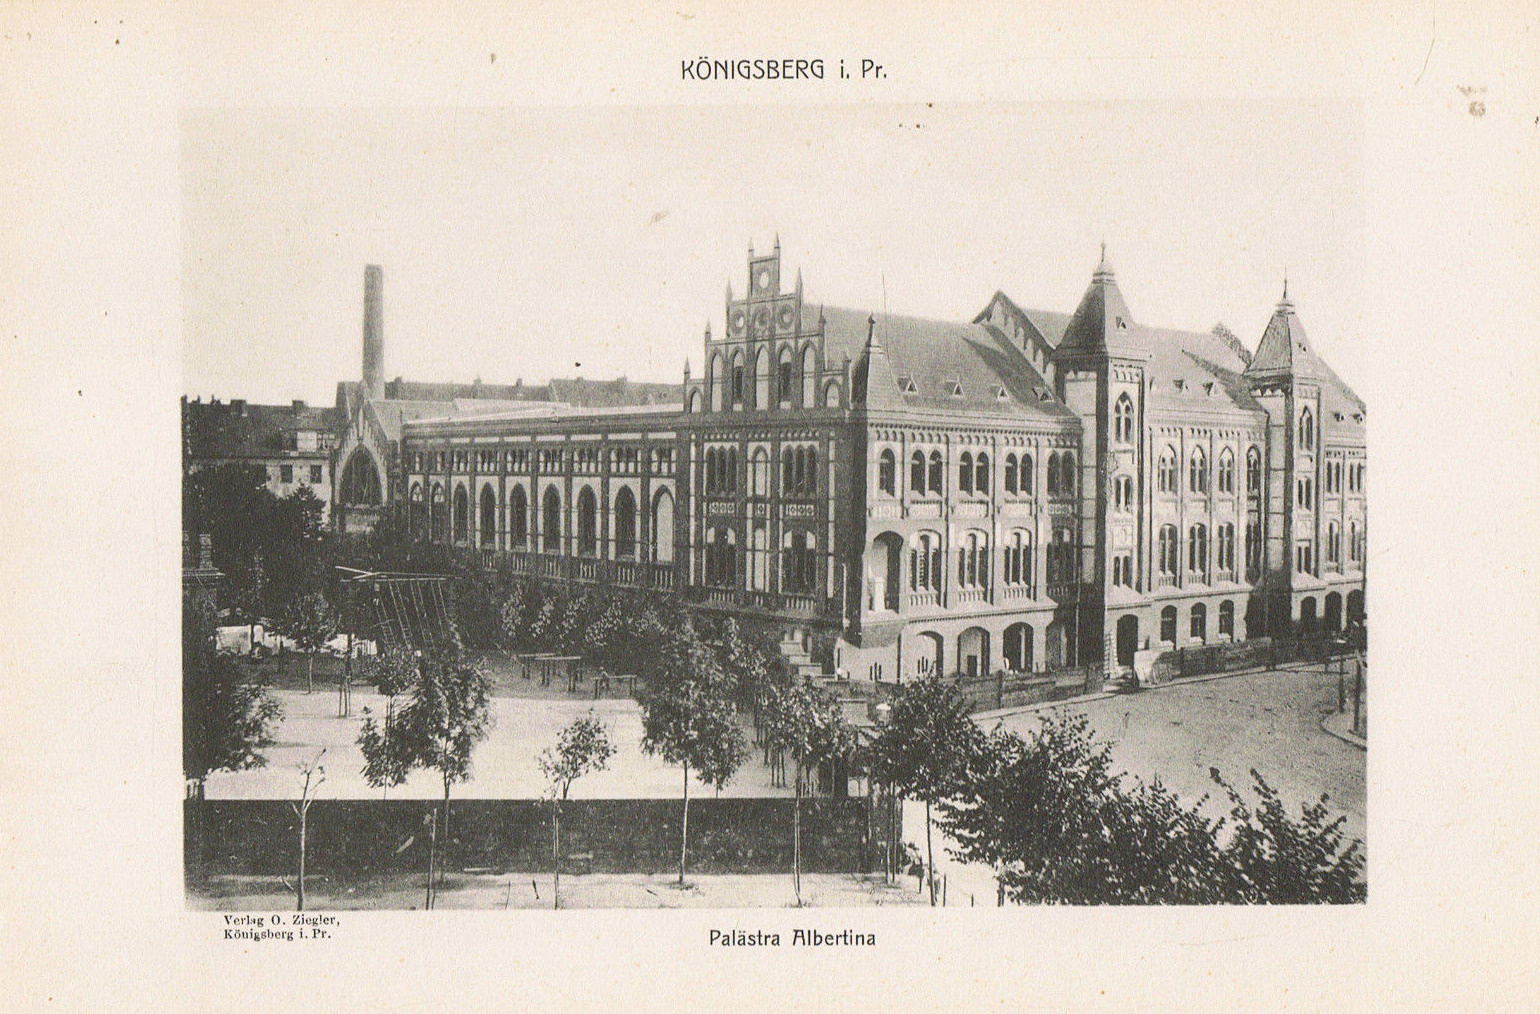 KÖNIGSBERG i. Pr.
Verlag O. Ziegler,
Königsberg i. Pr.
Palästra Albertina